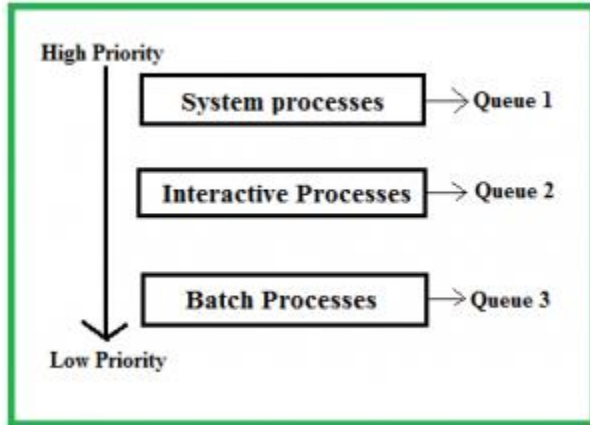 High Priority
System processes
Queue 1
Interactive Processes
Queue 2
Batch Processes
Queue 3
Low Priority